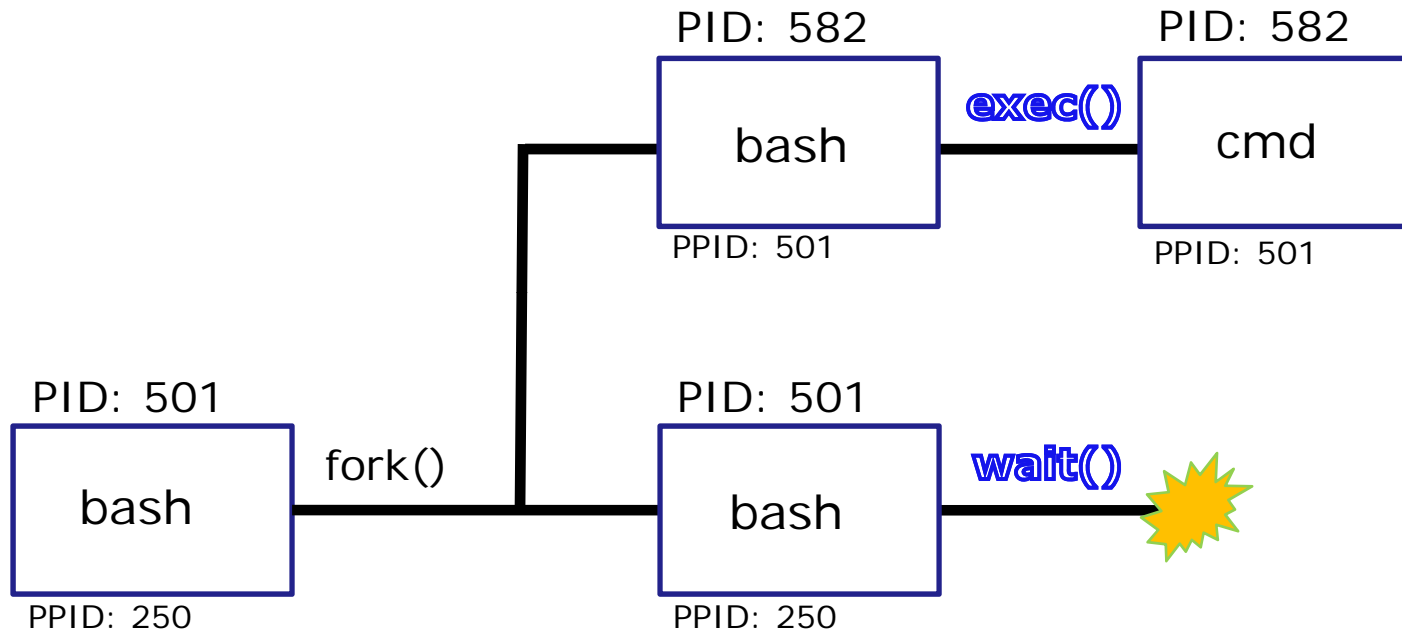 PID: 582
PID: 582
exec()
bash
cmd
PPID: 501
PPID: 501
PID: 501
PID: 501
fork()
wait()
bash
bash
PPID: 250
PPID: 250